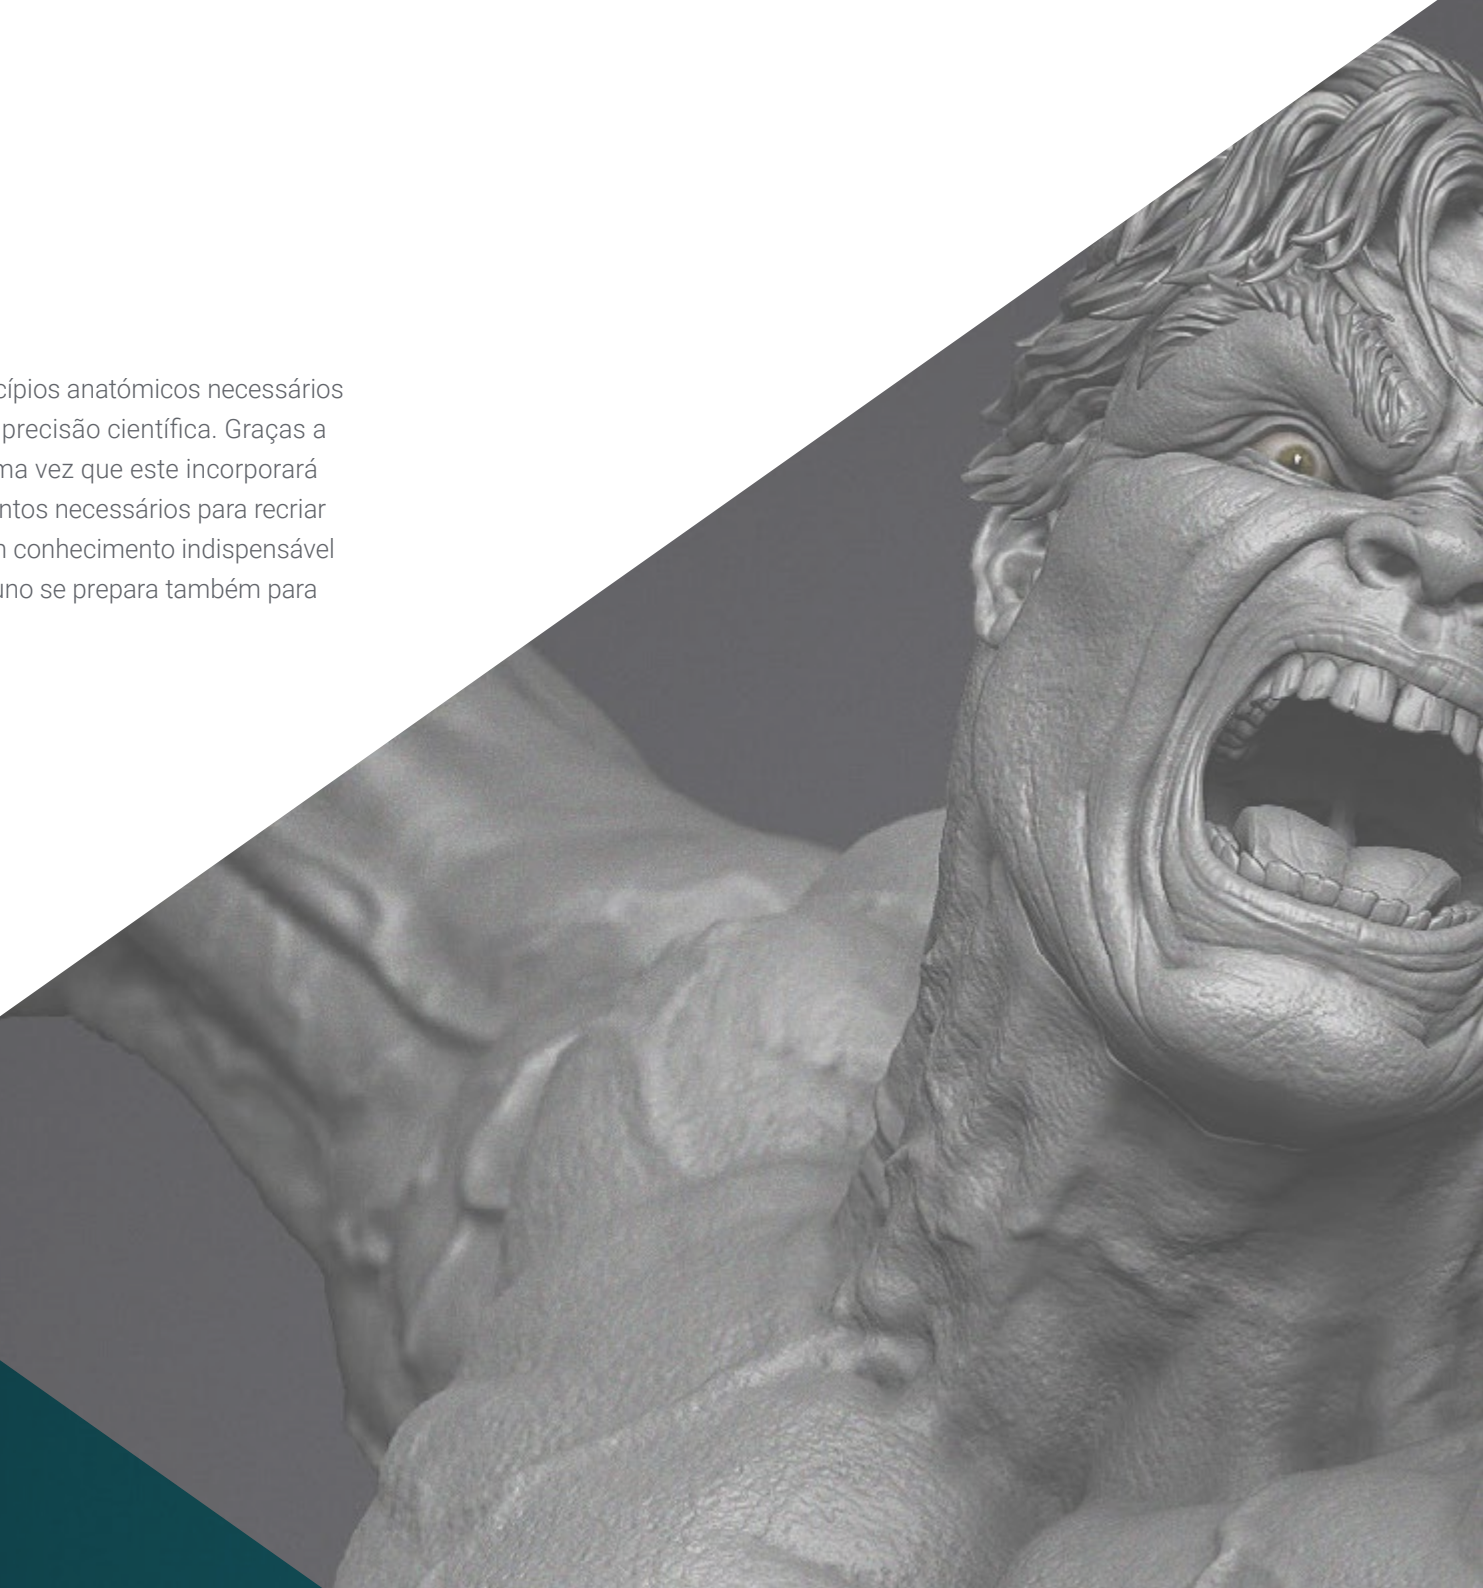 cípios anatómicos necessários
precisão científica. Graças a
ma vez que este incorporará
ntos necessários para recriar
conhecimento indispensável
uno se prepara também para